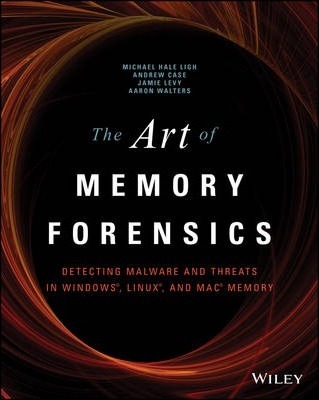 MICHAEL HALE LIGH
ANDREW CASE
JAMIE LEVY
AARON WALTERS
The Art of
MEMORY
FORENSICS
DETECTING MALWARE AND THREATS
IN WINDOWS®, LINUX®, AND MAC® MEMORY
WILEY